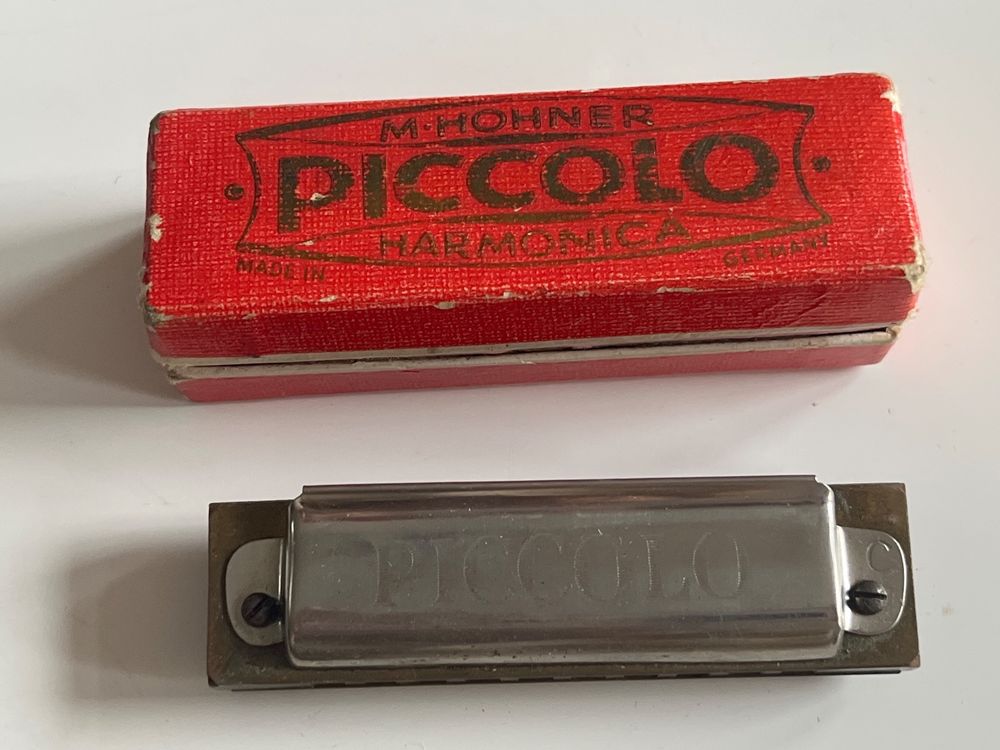 M·HOHNER
PICCOLO
HARMONICA
MADE IN GERMANY
PICCOLO
C